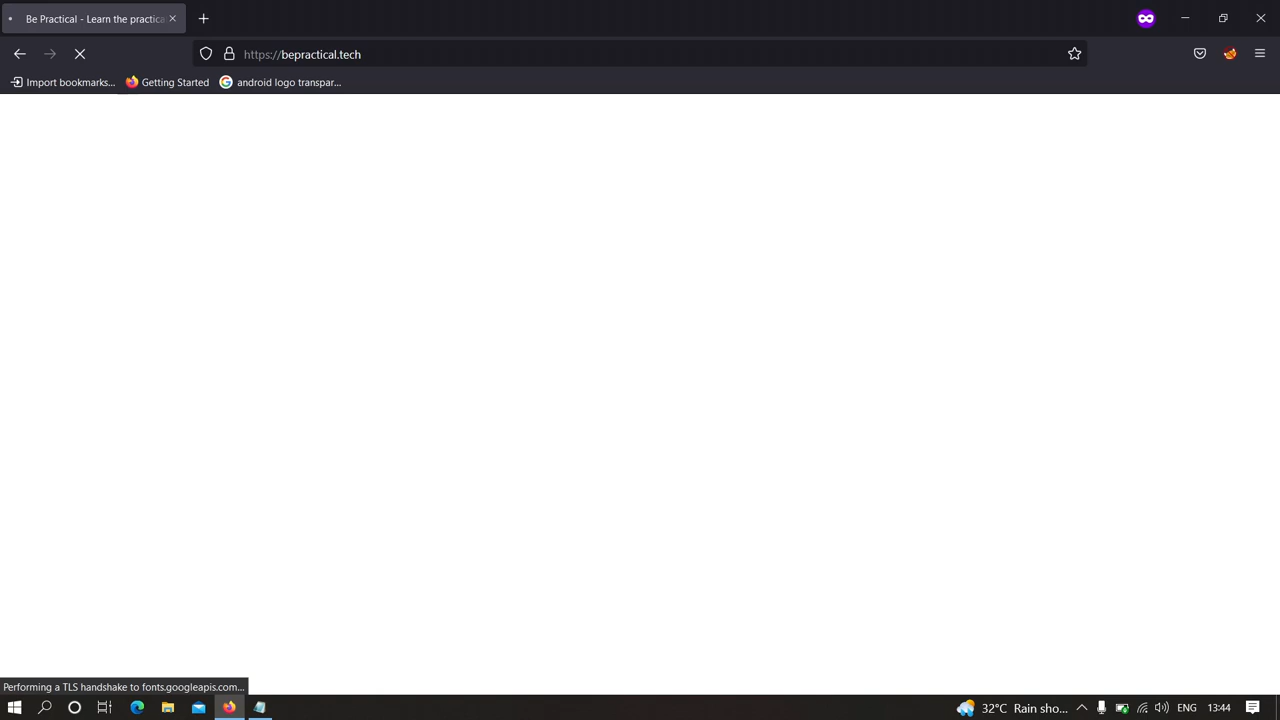 Be Practical - Learn the practica
https://bepractical.tech
Import bookmarks...
Getting Started
android logo transpar...
Performing a TLS handshake to fonts.googleapis.com...
32°C Rain sho...
ENG
13:44